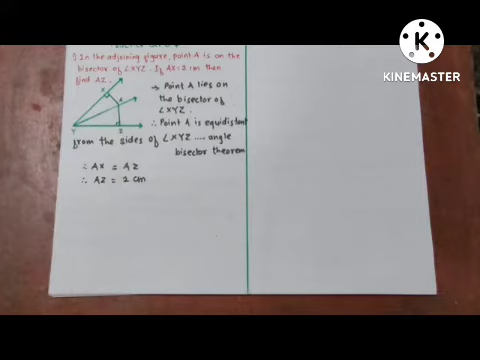 KINEMASTER
1) In the adjoining figure, point A is on the
bisector of ∠XYZ. If AX = 2 cm then
find AZ.
→ Point A lies on
the bisector of
∠XYZ.
∴ Point A is equidistant
from the sides of ∠XYZ .... angle
bisector theorem
X
A
Y
Z
∴ AX = AZ
∴ AZ = 2 cm